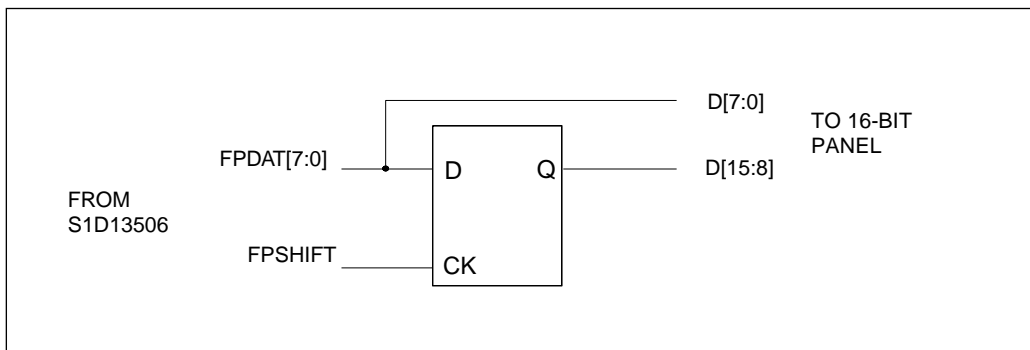 D[7:0]
TO 16-BIT
PANEL
FPDAT[7:0]
D
Q
D[15:8]
FROM
S1D13506
FPSHIFT
CK